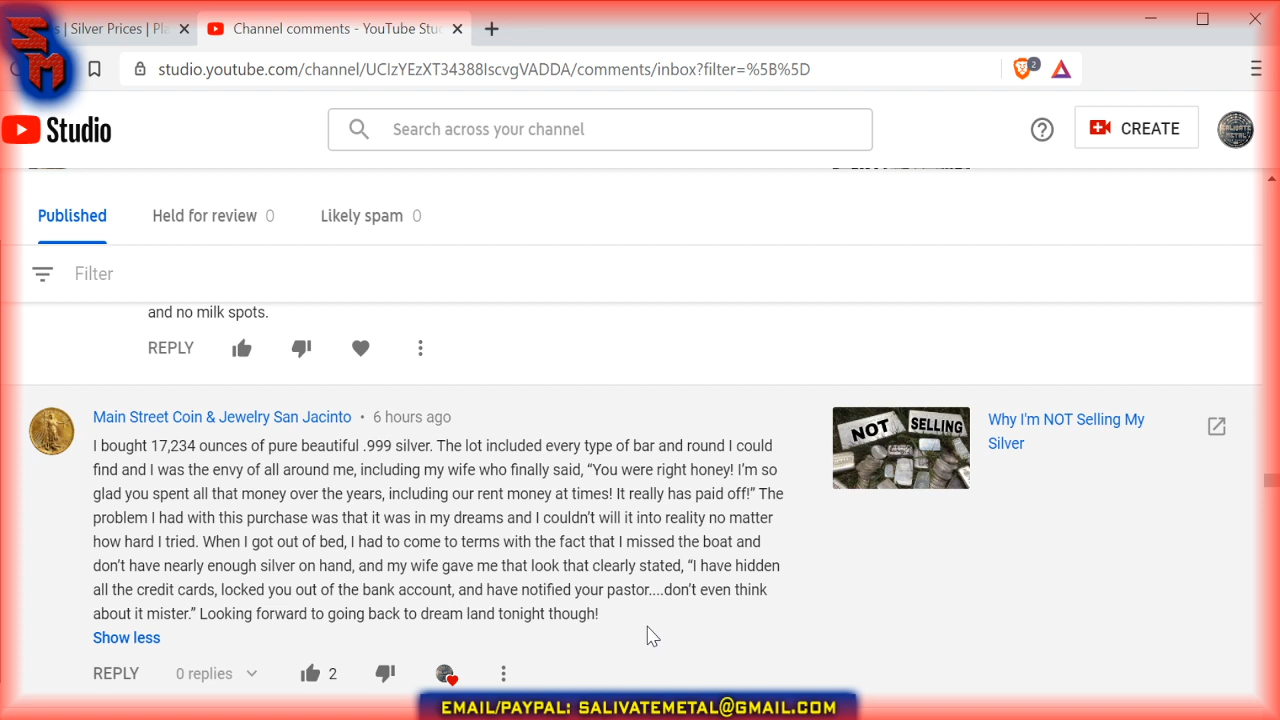 SM
s | Silver Prices | Pla
Channel comments - YouTube Stud
studio.youtube.com/channel/UCIzYEzXT34388IscvgVADDA/comments/inbox?filter=%5B%5D
2
Studio
Search across your channel
CREATE
SALIVATE METAL
Published
Held for review 0
Likely spam 0
Filter
and no milk spots.
REPLY
Main Street Coin & Jewelry San Jacinto • 6 hours ago
I bought 17,234 ounces of pure beautiful .999 silver. The lot included every type of bar and round I could
find and I was the envy of all around me, including my wife who finally said, “You were right honey! I’m so
glad you spent all that money over the years, including our rent money at times! It really has paid off!” The
problem I had with this purchase was that it was in my dreams and I couldn’t will it into reality no matter
how hard I tried. When I got out of bed, I had to come to terms with the fact that I missed the boat and
don’t have nearly enough silver on hand, and my wife gave me that look that clearly stated, “I have hidden
all the credit cards, locked you out of the bank account, and have notified your pastor....don’t even think
about it mister.” Looking forward to going back to dream land tonight though!
Show less
REPLY
0 replies
2
NOT SELLING
Why I'm NOT Selling My
Silver
EMAIL/PAYPAL: SALIVATEMETAL@GMAIL.COM